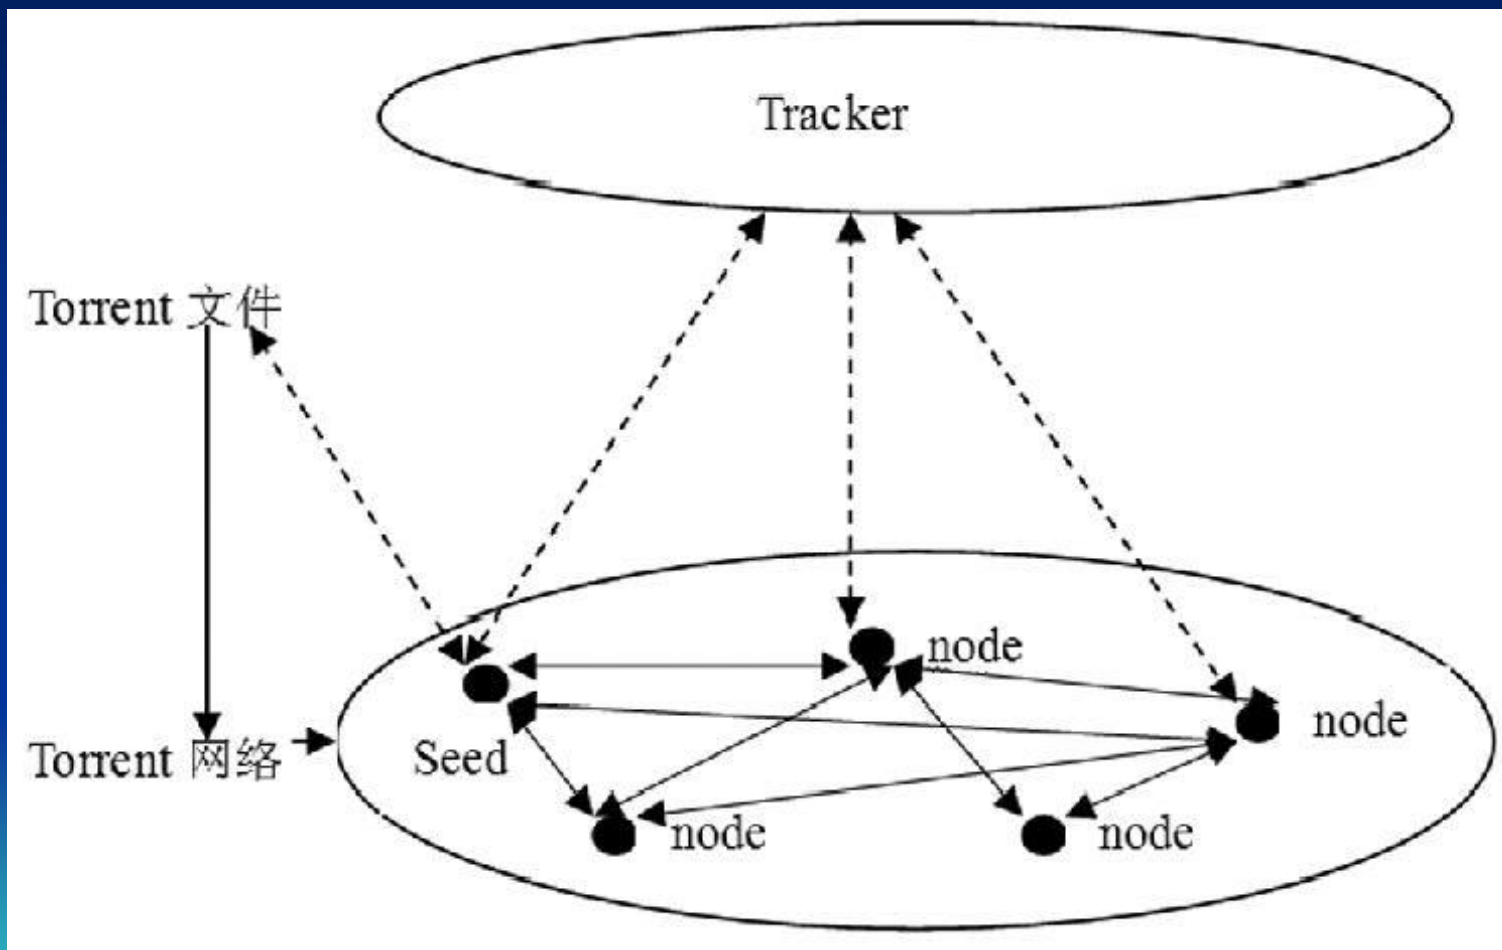 Tracker
Torrent 文件
node
node
Torrent 网络
Seed
node
node